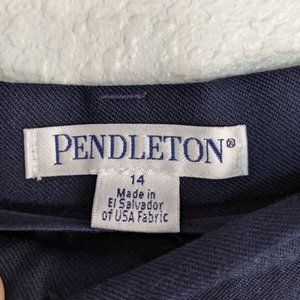 PENDLETON®
14
Made in
El Salvador
of USA Fabric